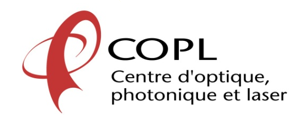 COPL
Centre d'optique,
photonique et laser